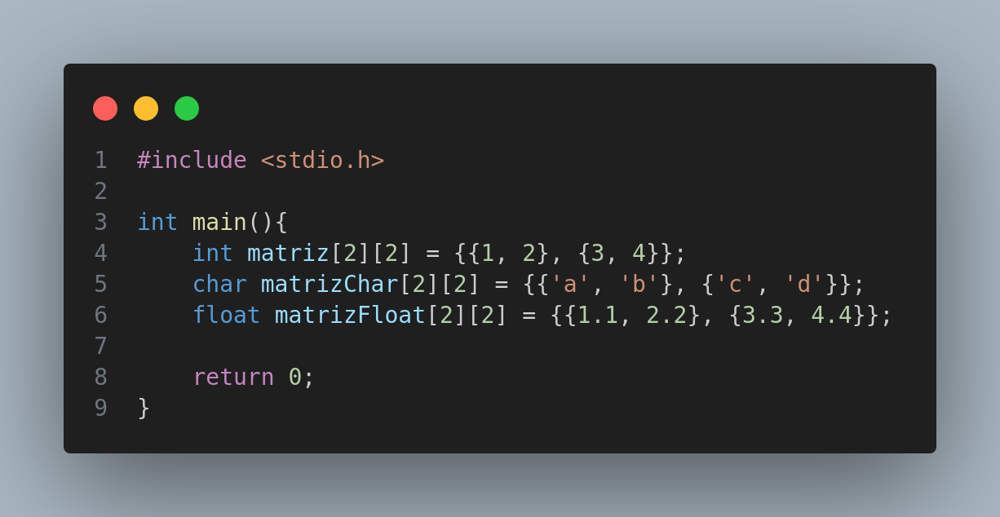 1 #include <stdio.h>
2
3 int main(){
4     int matriz[2][2] = {{1, 2}, {3, 4}};
5     char matrizChar[2][2] = {{'a', 'b'}, {'c', 'd'}};
6     float matrizFloat[2][2] = {{1.1, 2.2}, {3.3, 4.4}};
7
8     return 0;
9 }